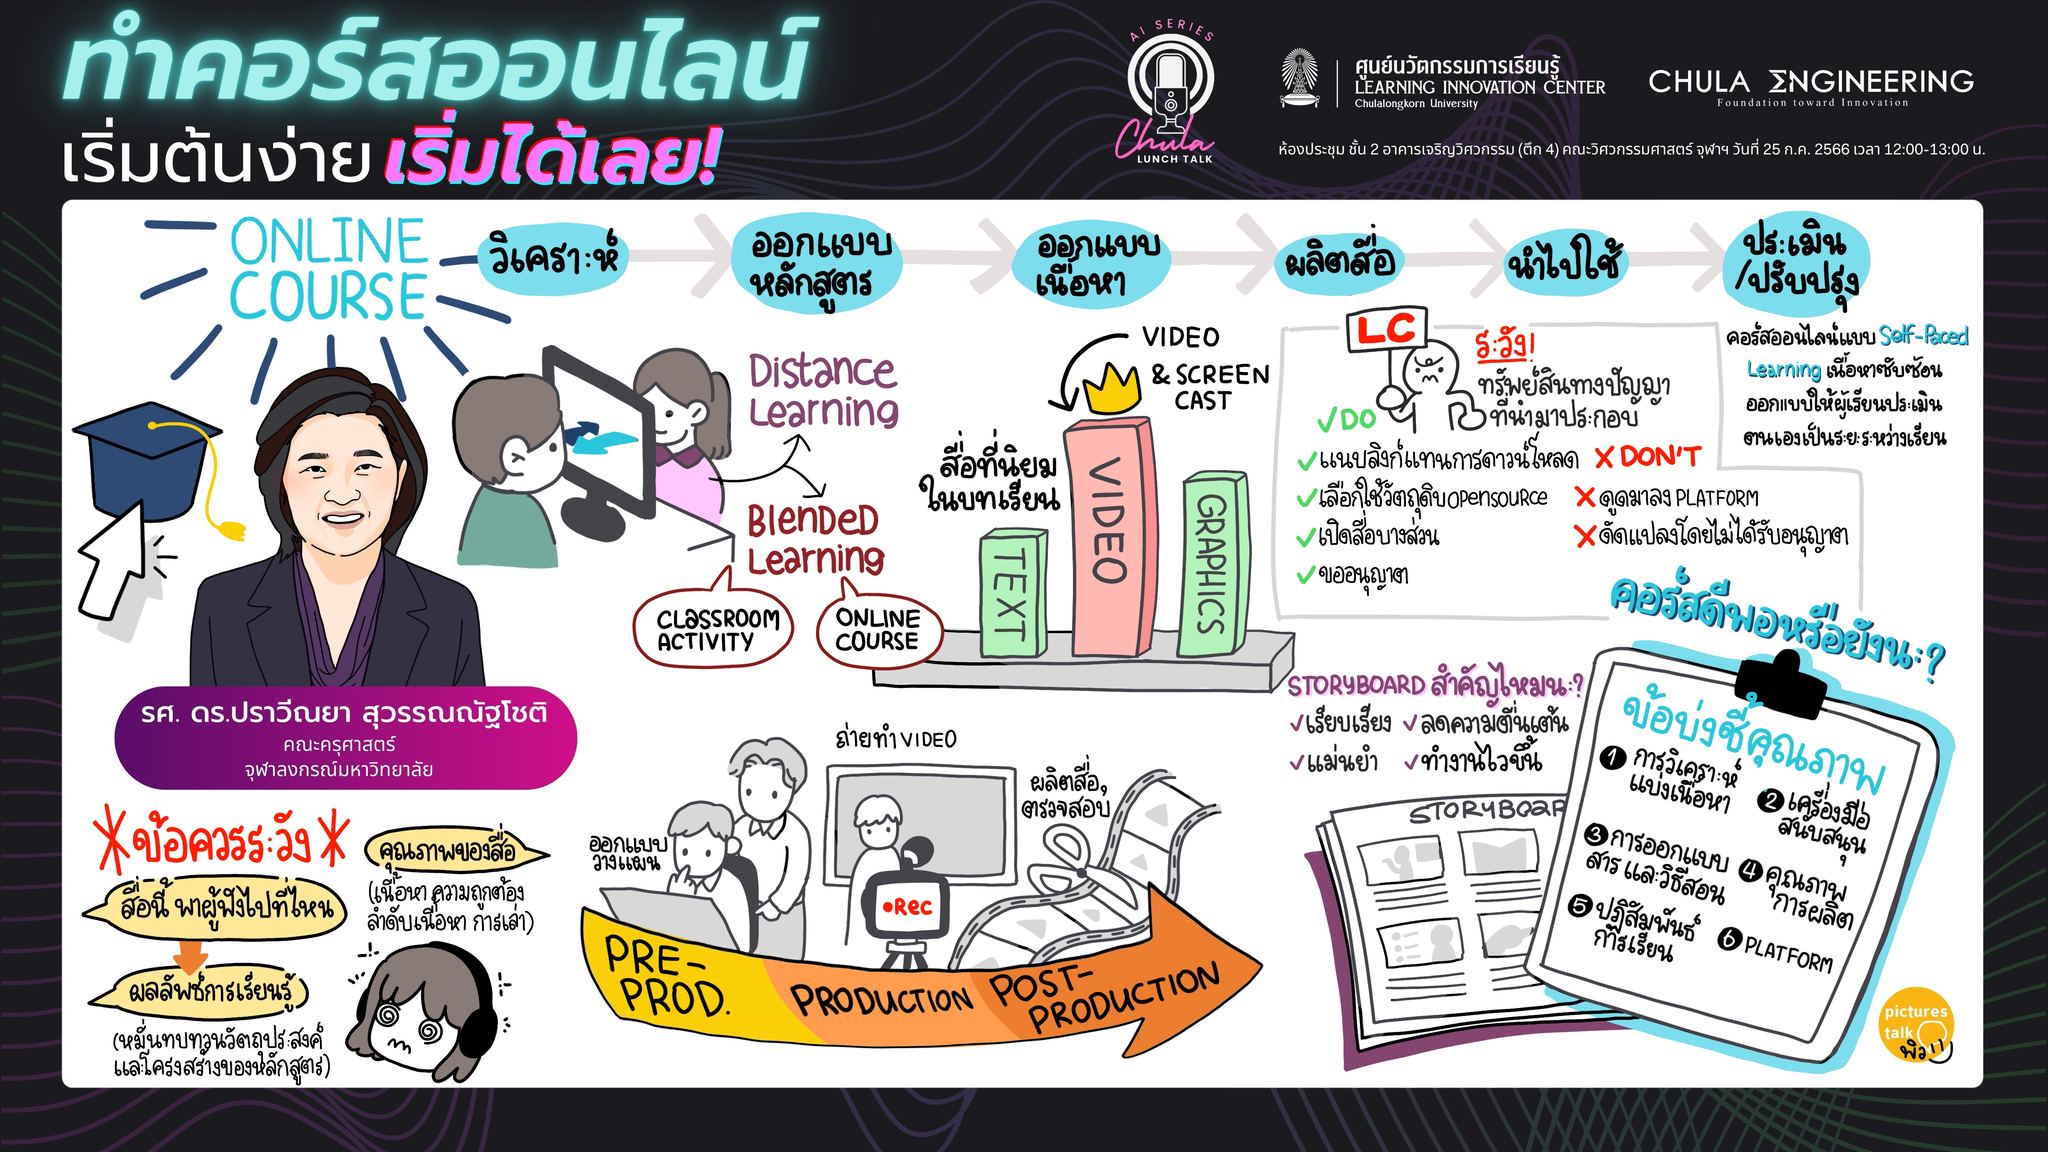 ทำคอร์สออนไลน์
เริ่มต้นง่าย เริ่มได้เลย!
AI SERIES
Chula
LUNCH TALK
ศูนย์นวัตกรรมการเรียนรู้
LEARNING INNOVATION CENTER
Chulalongkorn University
CHULA ΣNGINEERING
Foundation toward Innovation
ห้องประชุม ชั้น 2 อาคารเจริญวิศวกรรม (ตึก 4) คณะวิศวกรรมศาสตร์ จุฬาฯ วันที่ 25 ก.ค. 2566 เวลา 12:00-13:00 น.
ONLINE
COURSE
วิเคราะห์
ออกแบบ
หลักสูตร
ออกแบบ
เนื้อหา
ผลิตสื่อ
นำไปใช้
ประเมิน
/ปรับปรุง
รศ. ดร.ปราวีณยา สุวรรณณัฐโชติ
คณะครุศาสตร์
จุฬาลงกรณ์มหาวิทยาลัย
Distance
Learning
Blended
Learning
CLASSROOM
ACTIVITY
ONLINE
COURSE
VIDEO
& SCREEN
CAST
สื่อที่นิยม
ในบทเรียน
TEXT
VIDEO
GRAPHICS
LC
ระวัง!
ทรัพย์สินทางปัญญา
ที่นำมาประกอบ
✓DO
✓แนบลิงก์แทนการดาวน์โหลด
✓เลือกใช้วัตถุดิบopensource
✓เปิดสื่อบางส่วน
✓ขออนุญาต
✗ DON'T
✗ ดูดมาลง PLATFORM
✗ ดัดแปลงโดยไม่ได้รับอนุญาต
คอร์สออนไลน์แบบ Self-Paced
Learning เนื้อหาซับซ้อน
ออกแบบให้ผู้เรียนประเมิน
ตนเองเป็นระยะระหว่างเรียน
*ข้อควรระวัง*
สื่อนี้ พาผู้ฟังไปที่ไหน
ผลลัพธ์การเรียนรู้
(หมั่นทบทวนวัตถุประสงค์
และโครงสร้างของหลักสูตร)
คุณภาพของสื่อ
(เนื้อหา ความถูกต้อง
ลำดับเนื้อหา การเล่า)
ออกแบบ
วางแผน
ถ่ายทำ VIDEO
ผลิตสื่อ,
ตรวจสอบ
Rec
PRE-
PROD.
PRODUCTION
POST-
PRODUCTION
STORYBOARD สำคัญไหมนะ?
✓เรียบเรียง ✓ลดความตื่นเต้น
✓แม่นยำ ✓ทำงานไวขึ้น
STORYBOAR
คอร์สดีพอหรือยังนะ?
ข้อบ่งชี้คุณภาพ
1 การวิเคราะห์
แบ่งเนื้อหา
2 เครื่องมือ
สนับสนุน
3 การออกแบบ
สาร และวิธีสอน
4 คุณภาพ
การผลิต
5 ปฏิสัมพันธ์
การเรียน
6 PLATFORM
pictures
talk
พิว